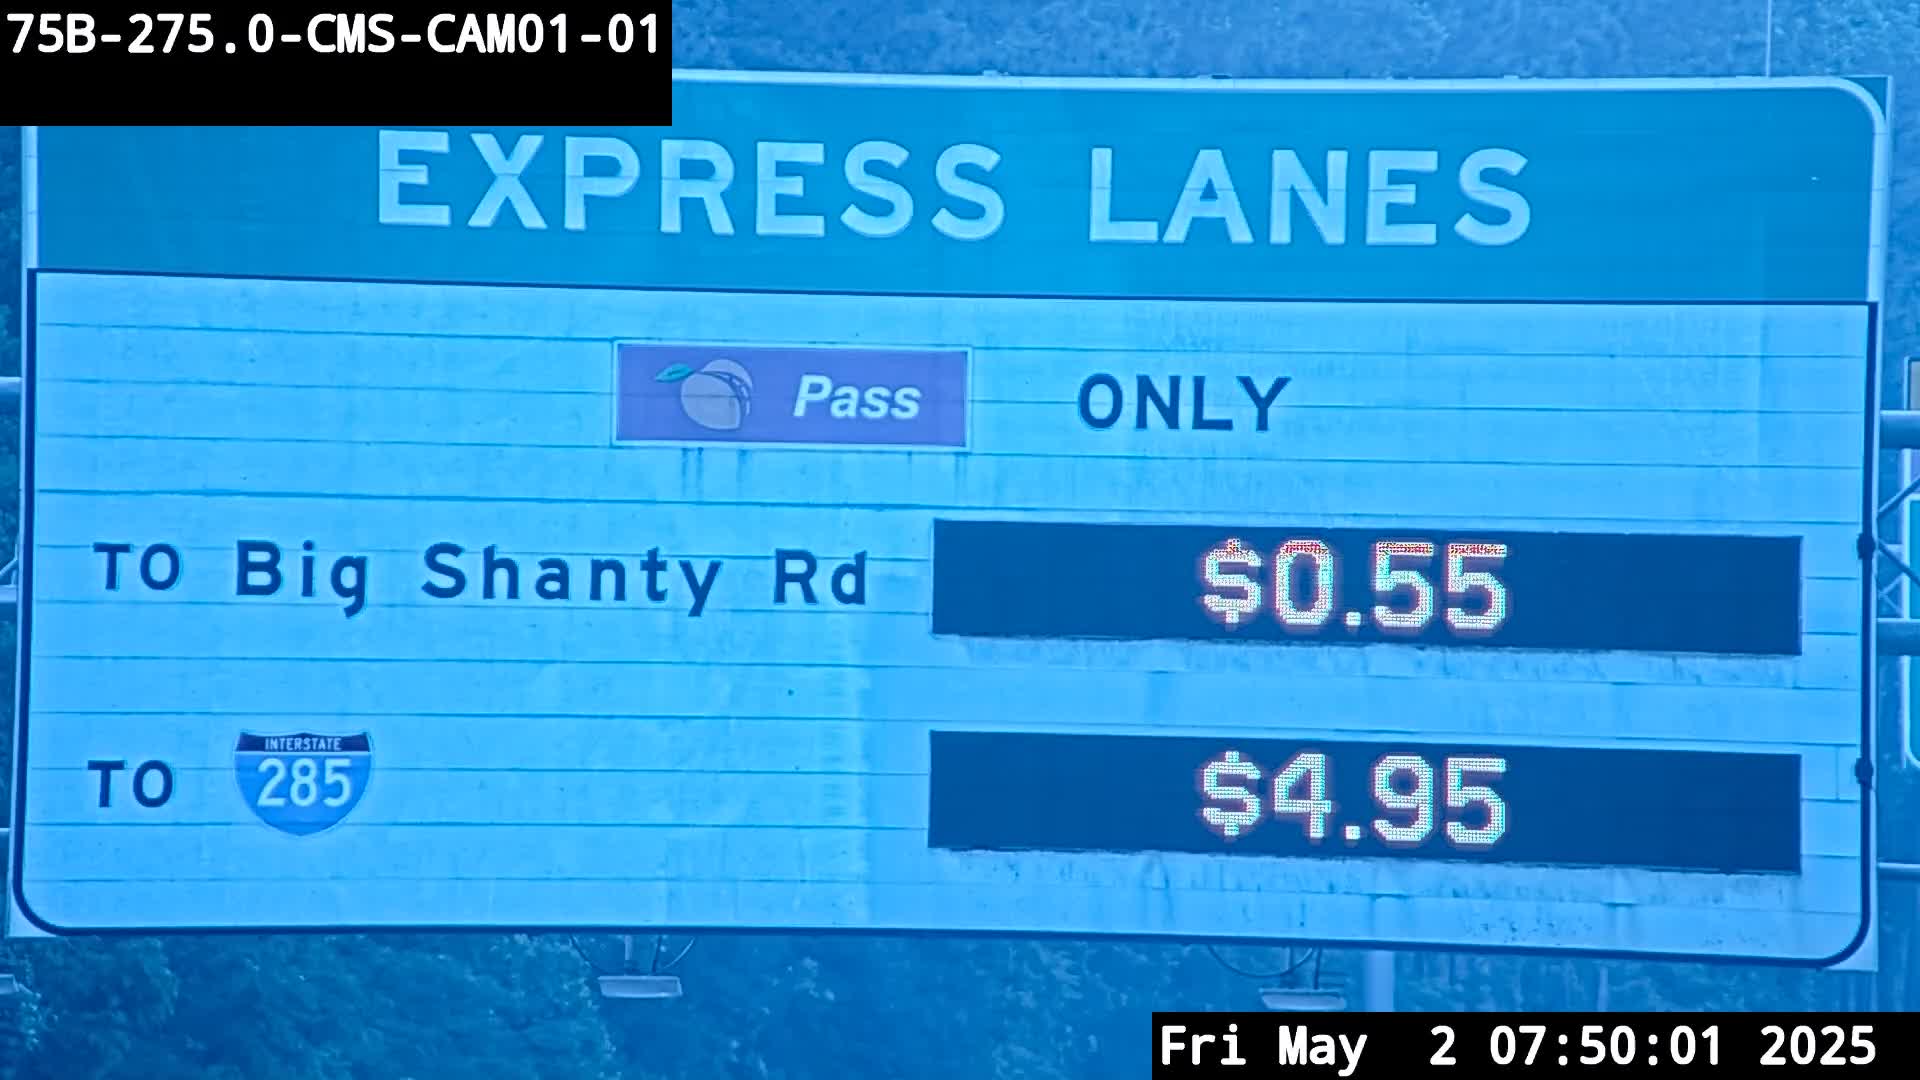 75B-275.0-CMS-CAM01-01
EXPRESS LANES
Pass ONLY
TO Big Shanty Rd $0.55
INTERSTATE
TO 285 $4.95
Fri May 2 07:50:01 2025